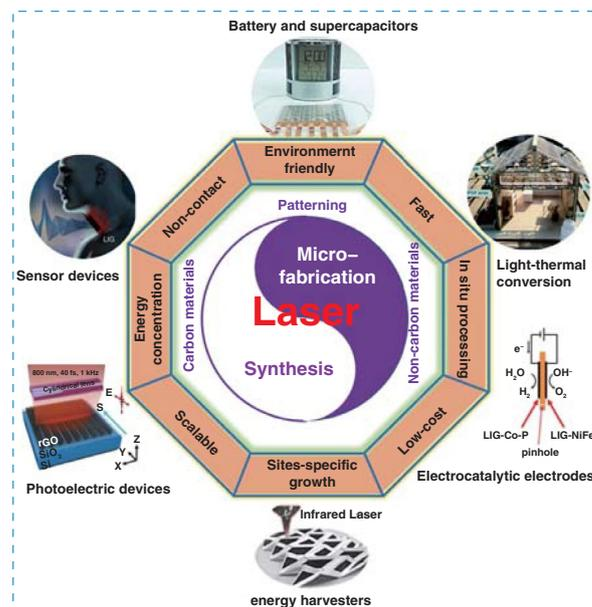 Battery and supercapacitors
Environmernt
friendly
Non-contact
Fast
LIG
Sensor devices
Patterning
Light-thermal
conversion
Energy
concentration
Carbon materials
Micro–
fabrication
Laser
Synthesis
Non-carbon materials
In situ processing
800 nm, 40 fs, 1 kHz
Cylindrical lens
E
S
rGO
SiO2
Si
Z
Y
X
Photoelectric devices
Scalable
Sites-specific
growth
Low-cost
e–
H2O
OH–
H2
O2
LIG-Co-P
LIG-NiFe
pinhole
Electrocatalytic electrodes
Infrared Laser
energy harvesters